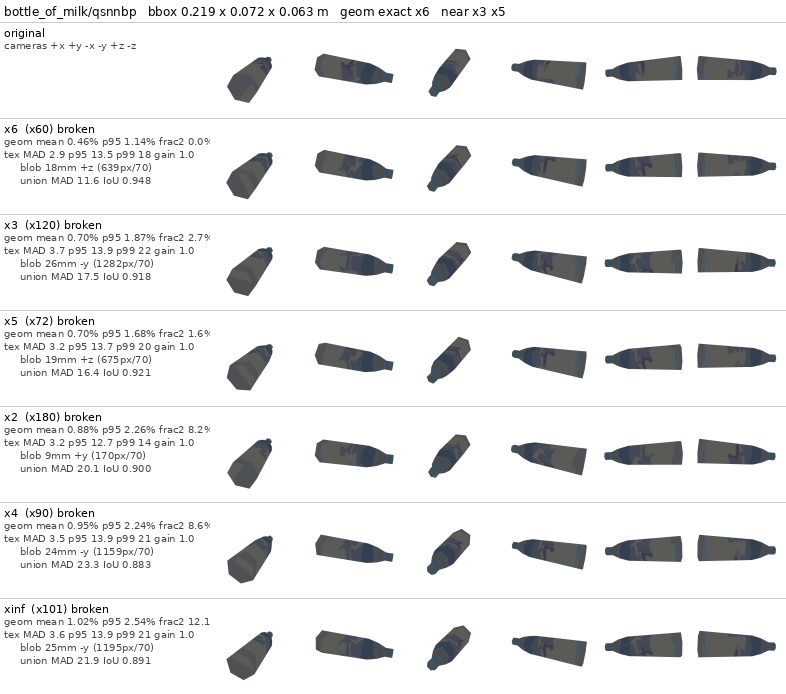 bottle_of_milk/qsnnbp bbox 0.219 x 0.072 x 0.063 m geom exact x6 near x3 x5
original
cameras +x +y -x -y +z -z
x6 (x60) broken
geom mean 0.46% p95 1.14% frac2 0.0%
tex MAD 2.9 p95 13.5 p99 18 gain 1.0
blob 18mm +z (639px/70)
union MAD 11.6 IoU 0.948
x3 (x120) broken
geom mean 0.70% p95 1.87% frac2 2.7%
tex MAD 3.7 p95 13.9 p99 22 gain 1.0
blob 26mm -y (1282px/70)
union MAD 17.5 IoU 0.918
x5 (x72) broken
geom mean 0.70% p95 1.68% frac2 1.6%
tex MAD 3.2 p95 13.7 p99 20 gain 1.0
blob 19mm +z (675px/70)
union MAD 16.4 IoU 0.921
x2 (x180) broken
geom mean 0.88% p95 2.26% frac2 8.2%
tex MAD 3.2 p95 12.7 p99 14 gain 1.0
blob 9mm +y (170px/70)
union MAD 20.1 IoU 0.900
x4 (x90) broken
geom mean 0.95% p95 2.24% frac2 8.6%
tex MAD 3.5 p95 13.9 p99 21 gain 1.0
blob 24mm -y (1159px/70)
union MAD 23.3 IoU 0.883
xinf (x101) broken
geom mean 1.02% p95 2.54% frac2 12.1
tex MAD 3.6 p95 13.9 p99 21 gain 1.0
blob 25mm -y (1195px/70)
union MAD 21.9 IoU 0.891